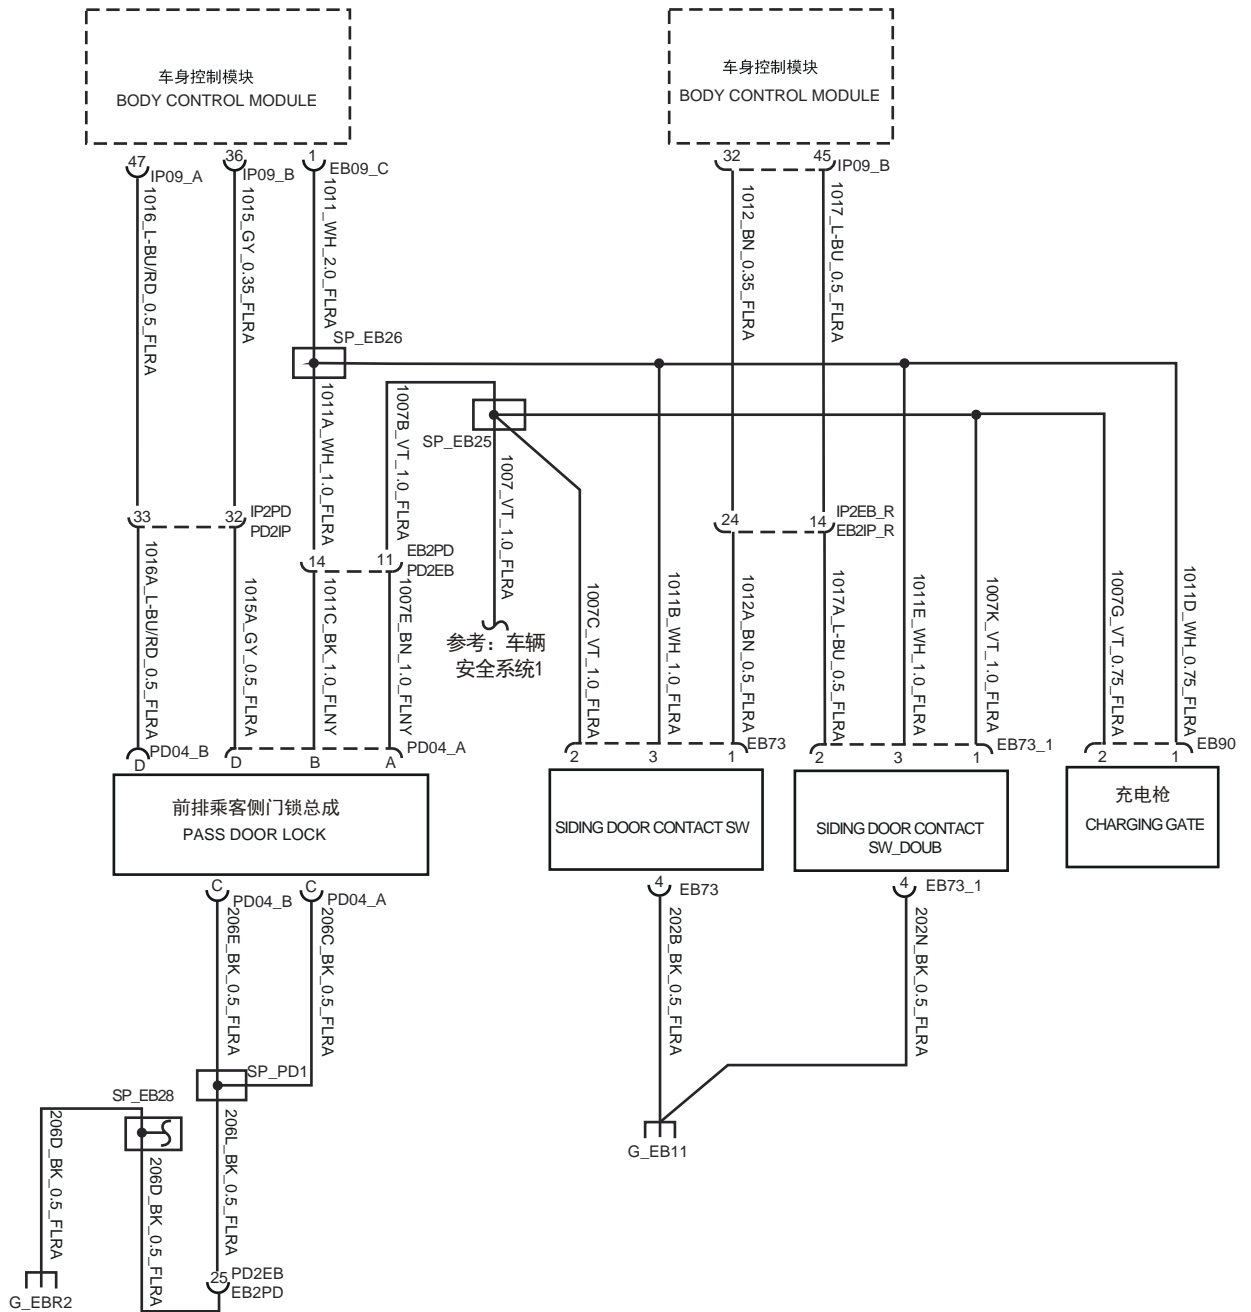 车身控制模块
BODY CONTROL MODULE
车身控制模块
BODY CONTROL MODULE
47
IP09_A
36
IP09_B
1
EB09_C
32
45
IP09_B
1016_L-BU/RD_0.5_FLRA
1015_GY_0.35_FLRA
1011_WH_2.0_FLRA
1012_BN_0.35_FLRA
1017_L-BU_0.5_FLRA
SP_EB26
1011A_WH_1.0_FLRA
1007B_VT_1.0_FLRA
SP_EB25
1007_VT_1.0_FLRA
33
32
IP2PD
PD2IP
14
11
EB2PD
PD2EB
24
14
IP2EB_R
EB2IP_R
1016A_L-BU/RD_0.5_FLRA
1015A_GY_0.5_FLRA
1011C_BK_1.0_FLNY
1007E_BN_1.0_FLNY
参考：车辆
安全系统1
1007C_VT_1.0_FLRA
1011B_WH_1.0_FLRA
1012A_BN_0.5_FLRA
1017A_L-BU_0.5_FLRA
1011E_WH_1.0_FLRA
1007K_VT_1.0_FLRA
1007G_VT_0.75_FLRA
1011D_WH_0.75_FLRA
D
PD04_B
D
B
A
PD04_A
2
3
1
EB73
2
3
1
EB73_1
2
1
EB90
前排乘客侧门锁总成
PASS DOOR LOCK
SIDING DOOR CONTACT SW
SIDING DOOR CONTACT
SW_DOUB
充电枪
CHARGING GATE
C
PD04_B
C
PD04_A
4
EB73
4
EB73_1
206E_BK_0.5_FLRA
206C_BK_0.5_FLRA
202B_BK_0.5_FLRA
202N_BK_0.5_FLRA
SP_PD1
SP_EB28
206D_BK_0.5_FLRA
206D_BK_0.5_FLRA
206L_BK_0.5_FLRA
G_EB11
25
PD2EB
EB2PD
G_EBR2